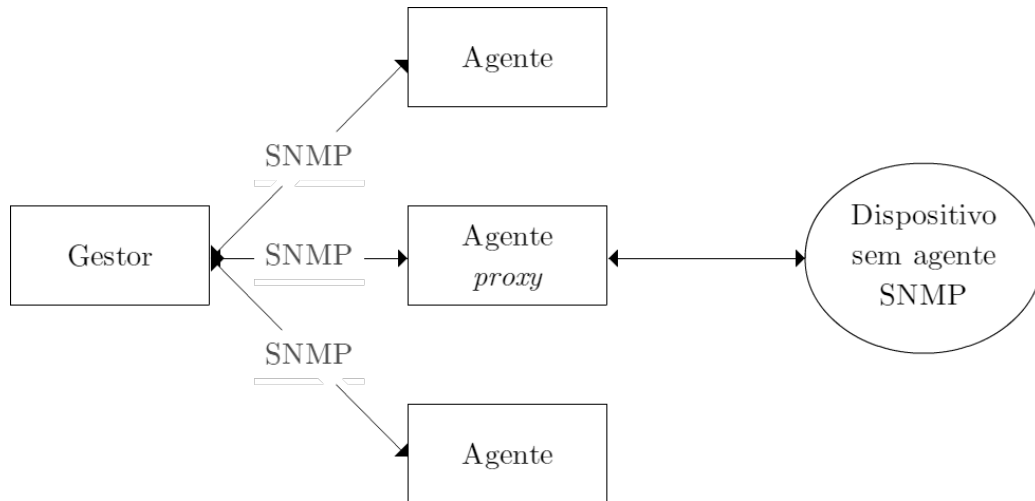 Agente
SNMP
Gestor
SNMP
Agente
proxy
Dispositivo
sem agente
SNMP
SNMP
Agente